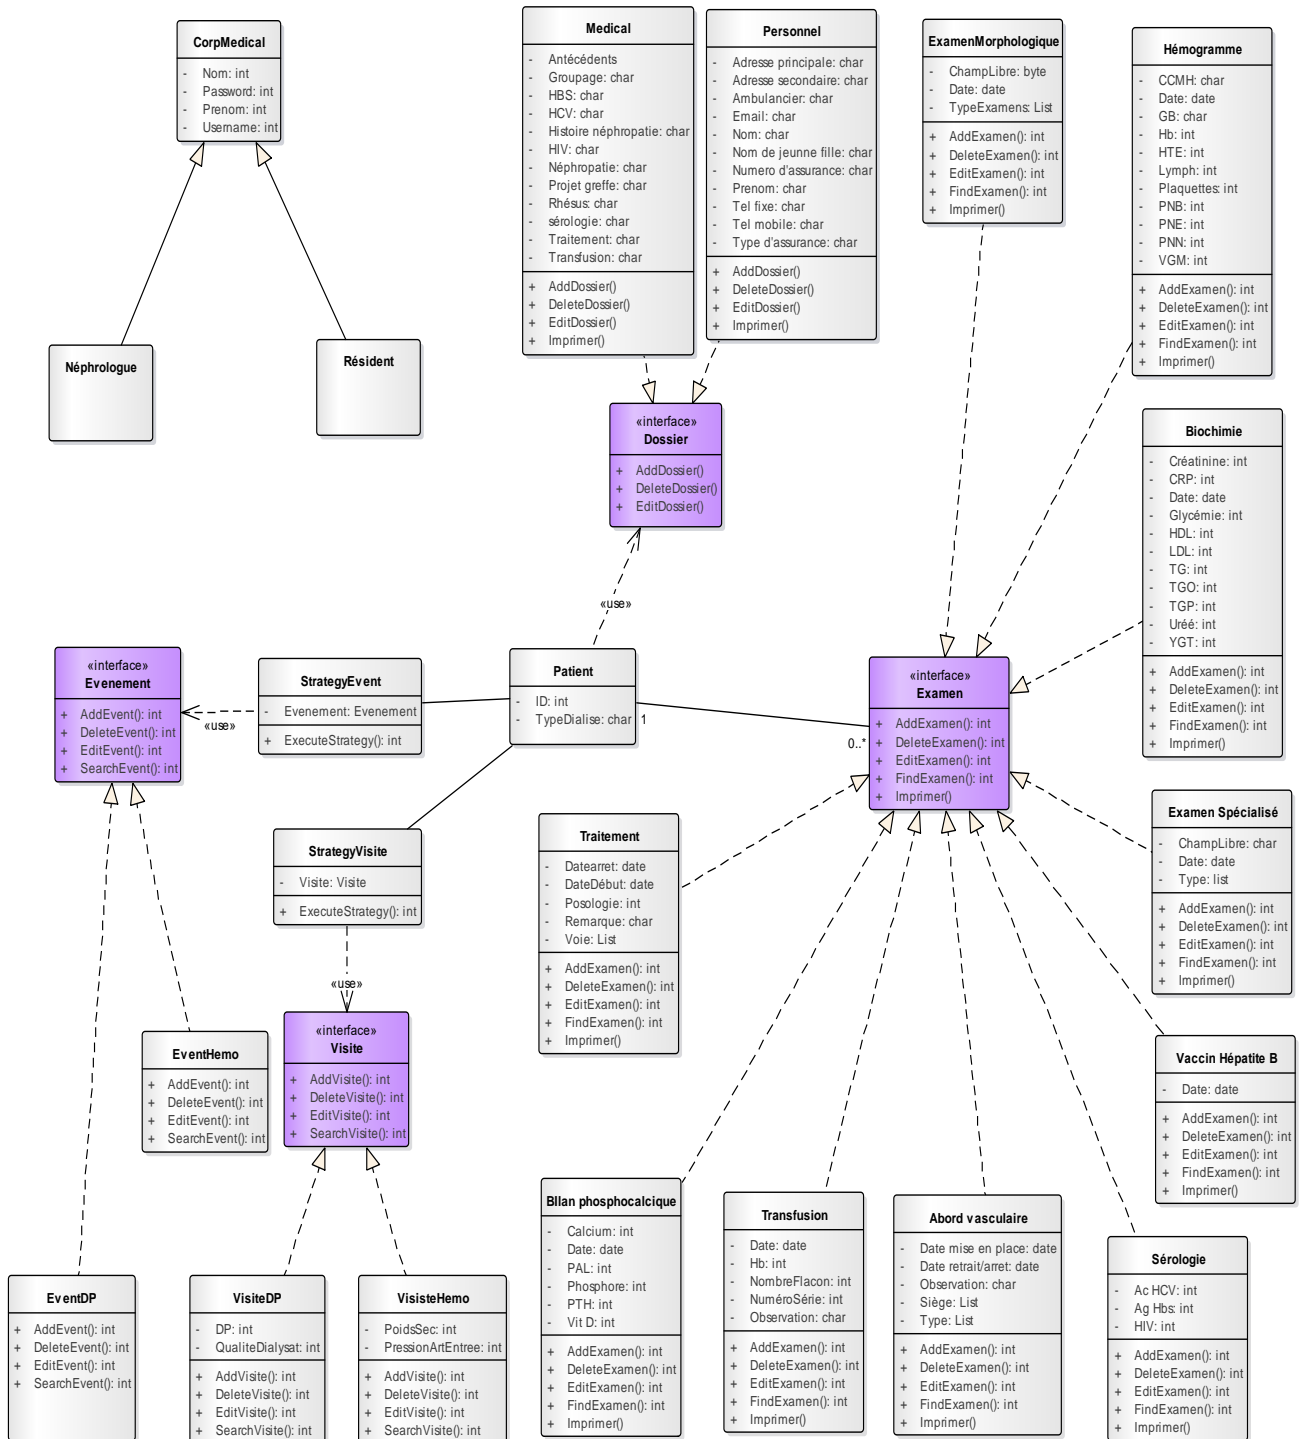 CorpMedical
- Nom: int
- Password: int
- Prenom: int
- Username: int
Néphrologue
Résident
Medical
- Antécédents
- Groupage: char
- HBS: char
- HCV: char
- Histoire néphropatie: char
- HIV: char
- Néphropatie: char
- Projet greffe: char
- Rhésus: char
- sérologie: char
- Traitement: char
- Transfusion: char
+ AddDossier()
+ DeleteDossier()
+ EditDossier()
+ Imprimer()
Personnel
- Adresse principale: char
- Adresse secondaire: char
- Ambulancier: char
- Email: char
- Nom: char
- Nom de jeunne fille: char
- Numero d'assurance: char
- Prenom: char
- Tel fixe: char
- Tel mobile: char
- Type d'assurance: char
+ AddDossier()
+ DeleteDossier()
+ EditDossier()
+ Imprimer()
ExamenMorphologique
- ChampLibre: byte
- Date: date
- TypeExamens: List
+ AddExamen(): int
+ DeleteExamen(): int
+ EditExamen(): int
+ FindExamen(): int
+ Imprimer()
Hémogramme
- CCMH: char
- Date: date
- GB: char
- Hb: int
- HTE: int
- Lymph: int
- Plaquettes: int
- PNB: int
- PNE: int
- PNN: int
- VGM: int
+ AddExamen(): int
+ DeleteExamen(): int
+ EditExamen(): int
+ FindExamen(): int
+ Imprimer()
«interface»
Dossier
+ AddDossier()
+ DeleteDossier()
+ EditDossier()
Biochimie
- Créatinine: int
- CRP: int
- Date: date
- Glycémie: int
- HDL: int
- LDL: int
- TG: int
- TGO: int
- TGP: int
- Uréé: int
- YGT: int
+ AddExamen(): int
+ DeleteExamen(): int
+ EditExamen(): int
+ FindExamen(): int
+ Imprimer()
«use»
«interface»
Evenement
+ AddEvent(): int
+ DeleteEvent(): int
+ EditEvent(): int
+ SearchEvent(): int
«use»
StrategyEvent
- Evenement: Evenement
+ ExecuteStrategy(): int
Patient
- ID: int
- TypeDialise: char
1
0..*
«interface»
Examen
+ AddExamen(): int
+ DeleteExamen(): int
+ EditExamen(): int
+ FindExamen(): int
+ Imprimer()
StrategyVisite
- Visite: Visite
+ ExecuteStrategy(): int
«use»
Traitement
- Datearret: date
- DateDébut: date
- Posologie: int
- Remarque: char
- Voie: List
+ AddExamen(): int
+ DeleteExamen(): int
+ EditExamen(): int
+ FindExamen(): int
+ Imprimer()
Examen Spécialisé
- ChampLibre: char
- Date: date
- Type: list
+ AddExamen(): int
+ DeleteExamen(): int
+ EditExamen(): int
+ FindExamen(): int
+ Imprimer()
EventHemo
+ AddEvent(): int
+ DeleteEvent(): int
+ EditEvent(): int
+ SearchEvent(): int
«interface»
Visite
+ AddVisite(): int
+ DeleteVisite(): int
+ EditVisite(): int
+ SearchVisite(): int
Vaccin Hépatite B
- Date: date
+ AddExamen(): int
+ DeleteExamen(): int
+ EditExamen(): int
+ FindExamen(): int
+ Imprimer()
EventDP
+ AddEvent(): int
+ DeleteEvent(): int
+ EditEvent(): int
+ SearchEvent(): int
VisiteDP
- DP: int
- QualiteDialysat: int
+ AddVisite(): int
+ DeleteVisite(): int
+ EditVisite(): int
+ SearchVisite(): int
VisisteHemo
- PoidsSec: int
- PressionArtEntree: int
+ AddVisite(): int
+ DeleteVisite(): int
+ EditVisite(): int
+ SearchVisite(): int
BIlan phosphocalcique
- Calcium: int
- Date: date
- PAL: int
- Phosphore: int
- PTH: int
- Vit D: int
+ AddExamen(): int
+ DeleteExamen(): int
+ EditExamen(): int
+ FindExamen(): int
+ Imprimer()
Transfusion
- Date: date
- Hb: int
- NombreFlacon: int
- NuméroSérie: int
- Observation: char
+ AddExamen(): int
+ DeleteExamen(): int
+ EditExamen(): int
+ FindExamen(): int
+ Imprimer()
Abord vasculaire
- Date mise en place: date
- Date retrait/arret: date
- Observation: char
- Siège: List
- Type: List
+ AddExamen(): int
+ DeleteExamen(): int
+ EditExamen(): int
+ FindExamen(): int
+ Imprimer()
Sérologie
- Ac HCV: int
- Ag Hbs: int
- HIV: int
+ AddExamen(): int
+ DeleteExamen(): int
+ EditExamen(): int
+ FindExamen(): int
+ Imprimer()